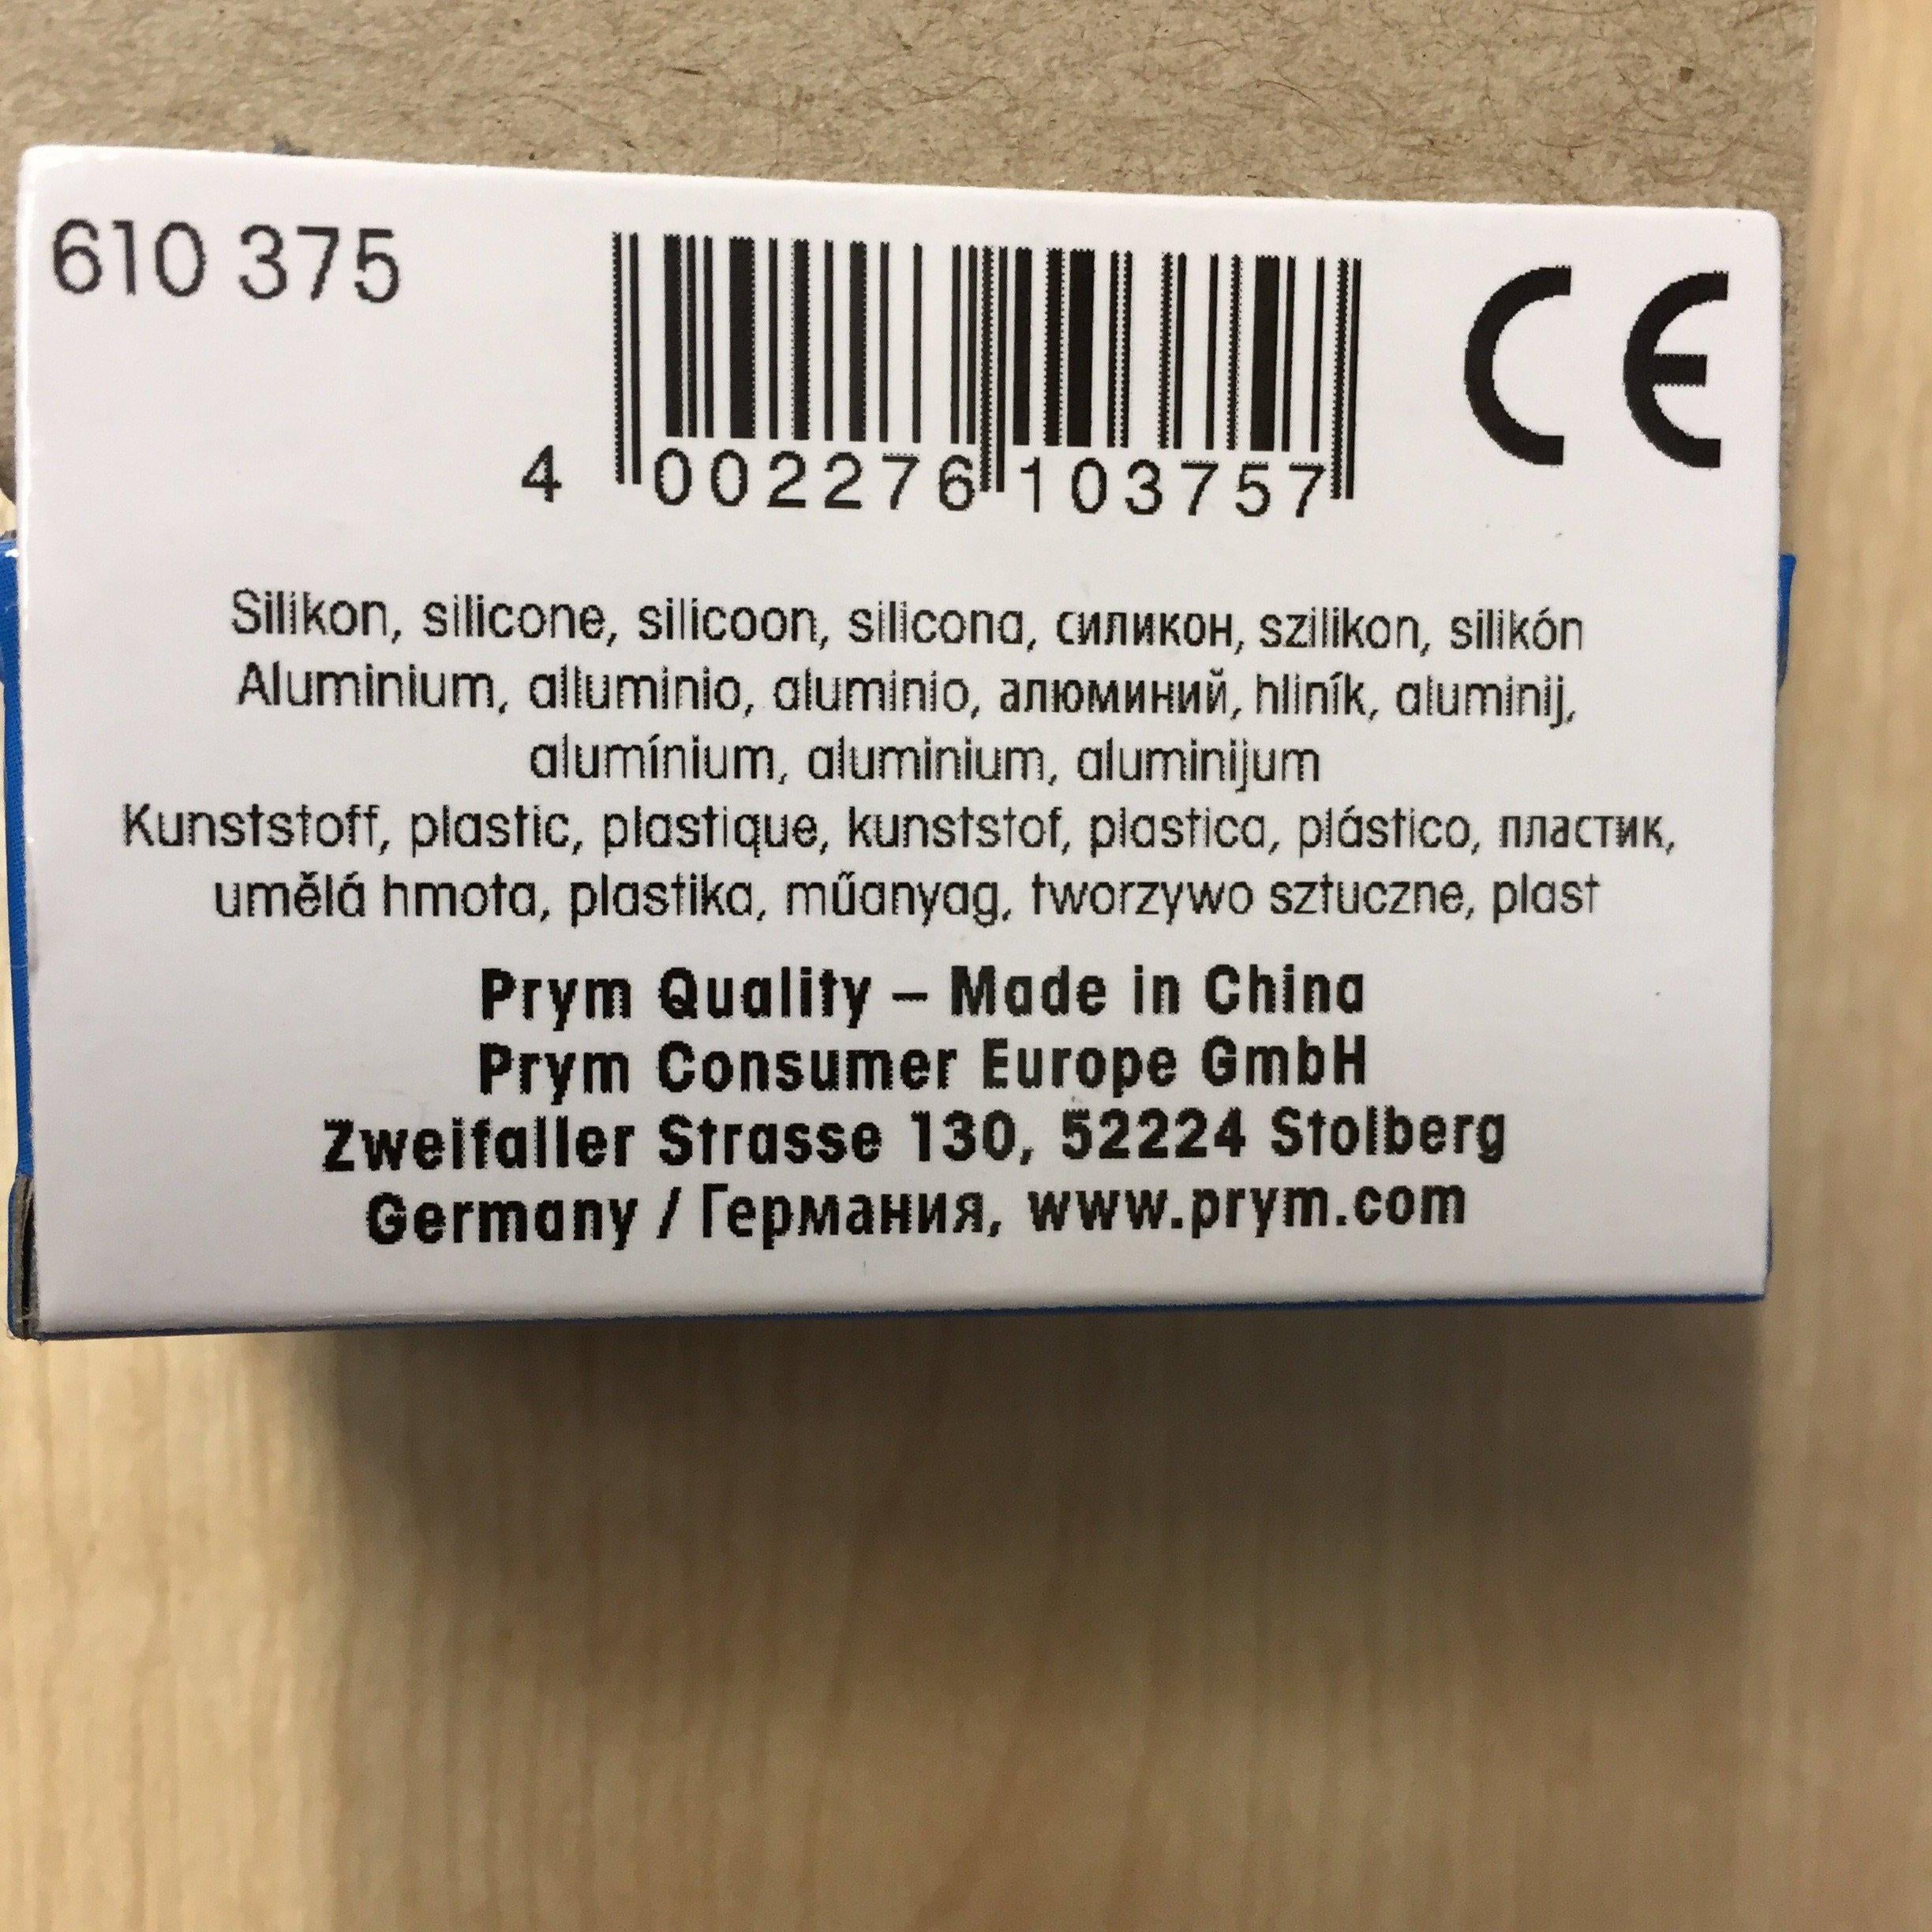 610 375
CE
4 002276 103757
Silikon, silicone, silicoon, silicona, силикон, szilikon, silikón
Aluminium, alluminio, aluminio, алюминий, hliník, aluminij,
alumínium, aluminium, aluminijum
Kunststoff, plastic, plastique, kunststof, plastica, plástico, пластик,
umělá hmota, plastika, műanyag, tworzywo sztuczne, plast
Prym Quality – Made in China
Prym Consumer Europe GmbH
Zweifaller Strasse 130, 52224 Stolberg
Germany / Германия, www.prym.com